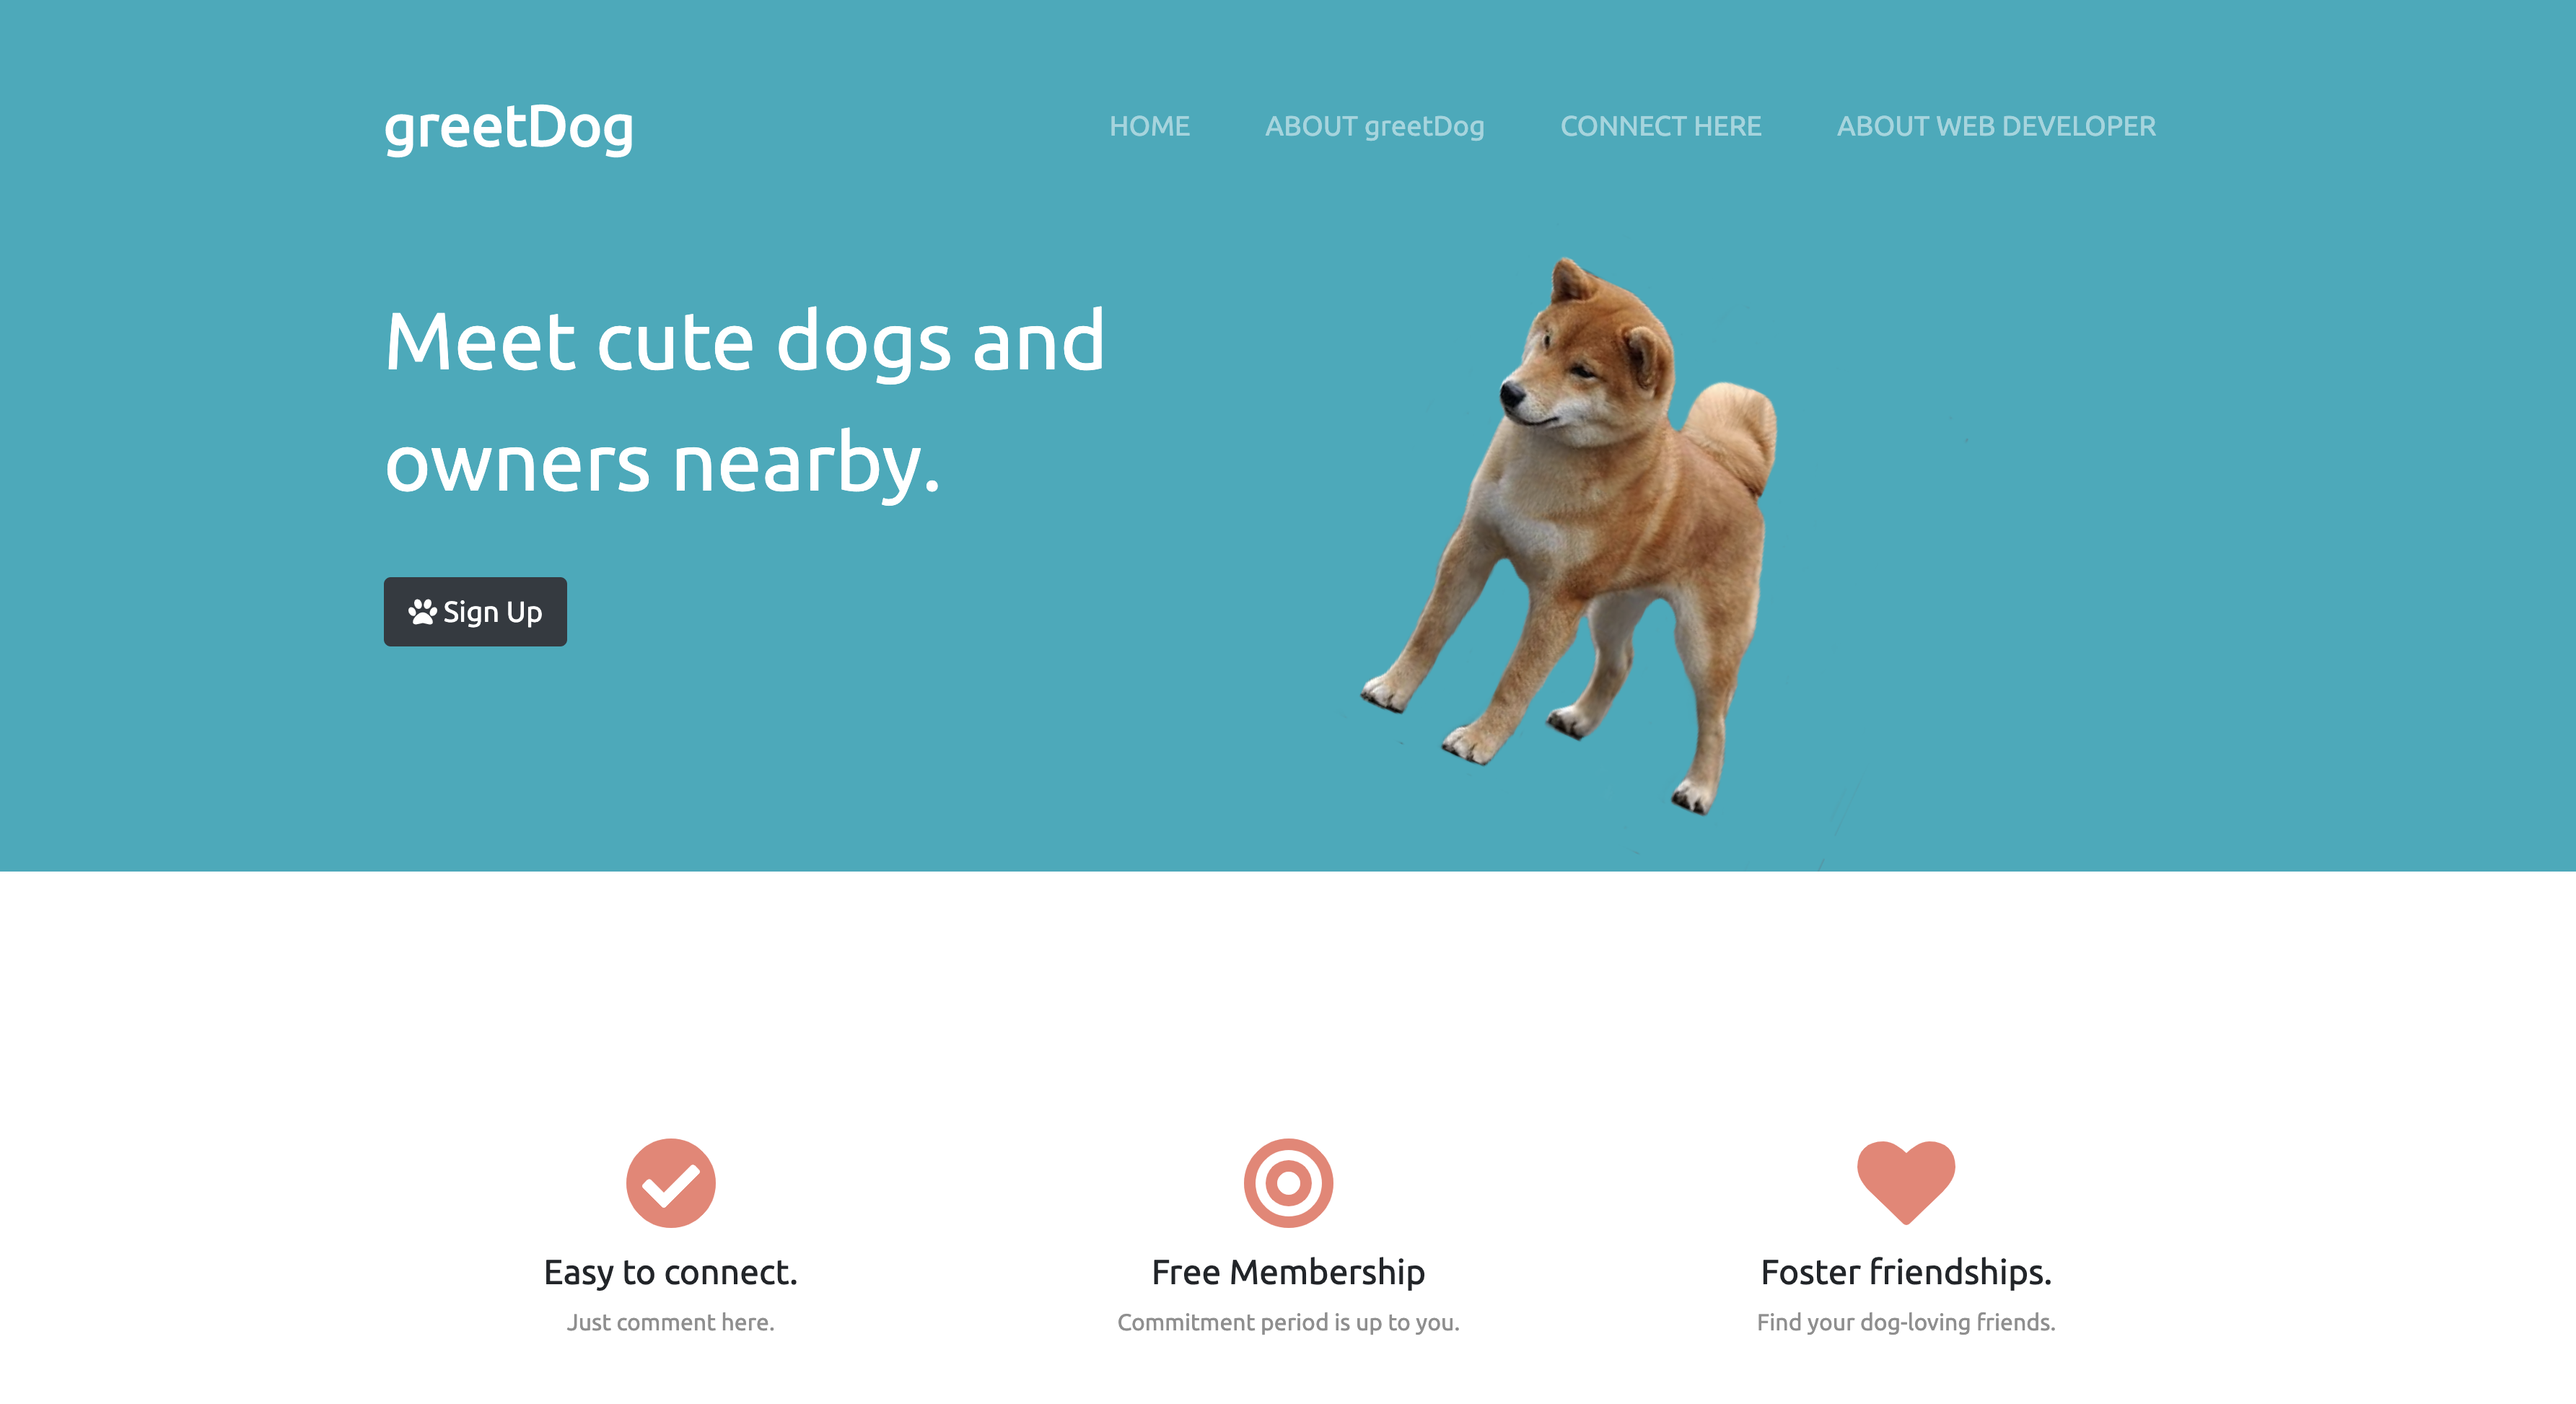 greetDog
HOME ABOUT greetDog CONNECT HERE ABOUT WEB DEVELOPER
Meet cute dogs and
owners nearby.
Sign Up
Easy to connect.
Just comment here.
Free Membership
Commitment period is up to you.
Foster friendships.
Find your dog-loving friends.